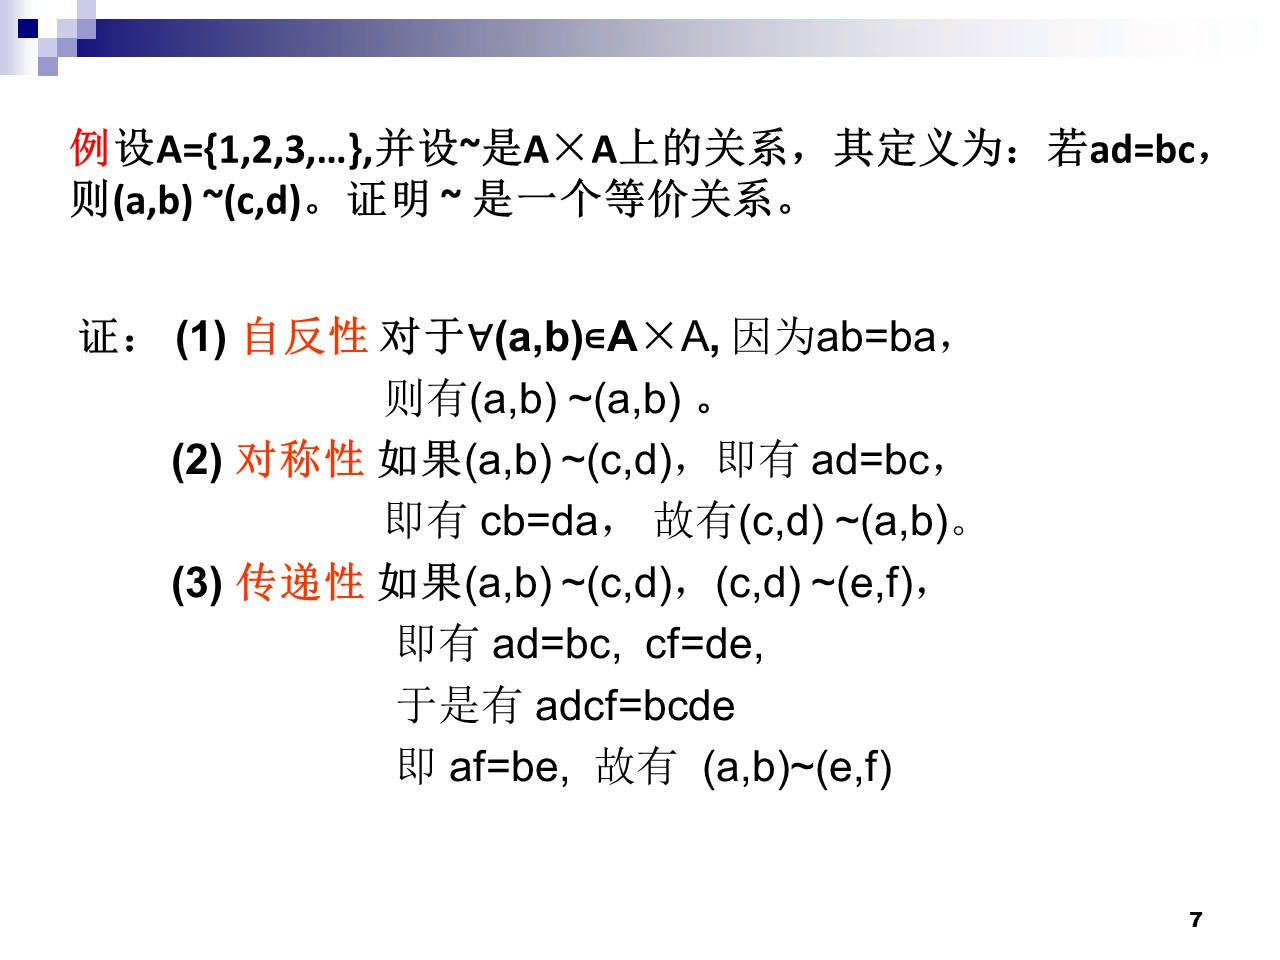 例设A={1,2,3,…},并设~是A×A上的关系，其定义为：若ad=bc，
则(a,b) ~(c,d)。证明 ~ 是一个等价关系。
证： (1) 自反性 对于∀(a,b)∈A×A, 因为ab=ba，
则有(a,b) ~(a,b) 。
(2) 对称性 如果(a,b) ~(c,d)，即有 ad=bc，
即有 cb=da， 故有(c,d) ~(a,b)。
(3) 传递性 如果(a,b) ~(c,d)，(c,d) ~(e,f)，
即有 ad=bc, cf=de,
于是有 adcf=bcde
即 af=be, 故有 (a,b)~(e,f)
7